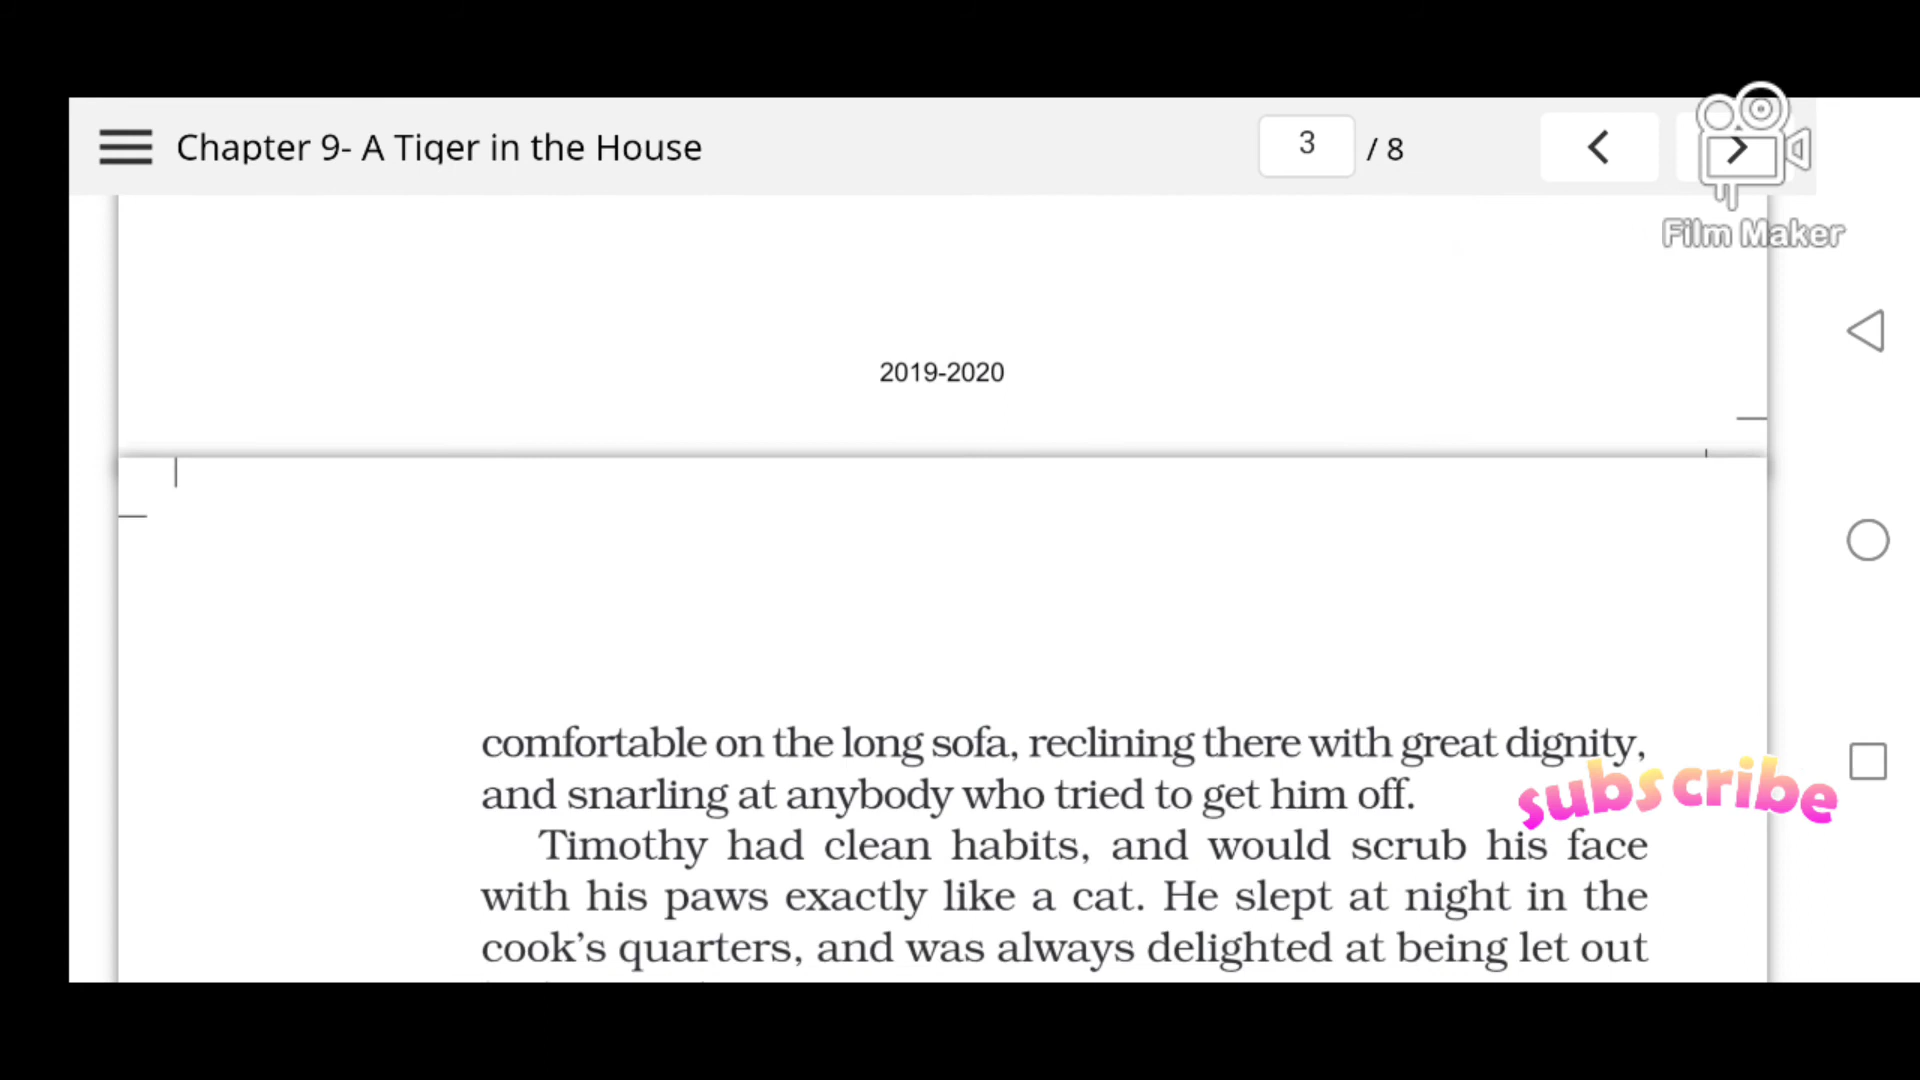 Chapter 9- A Tiger in the House
3 / 8
Film Maker
2019-2020
comfortable on the long sofa, reclining there with great dignity,
and snarling at anybody who tried to get him off.
subscribe
Timothy had clean habits, and would scrub his face
with his paws exactly like a cat. He slept at night in the
cook’s quarters, and was always delighted at being let out